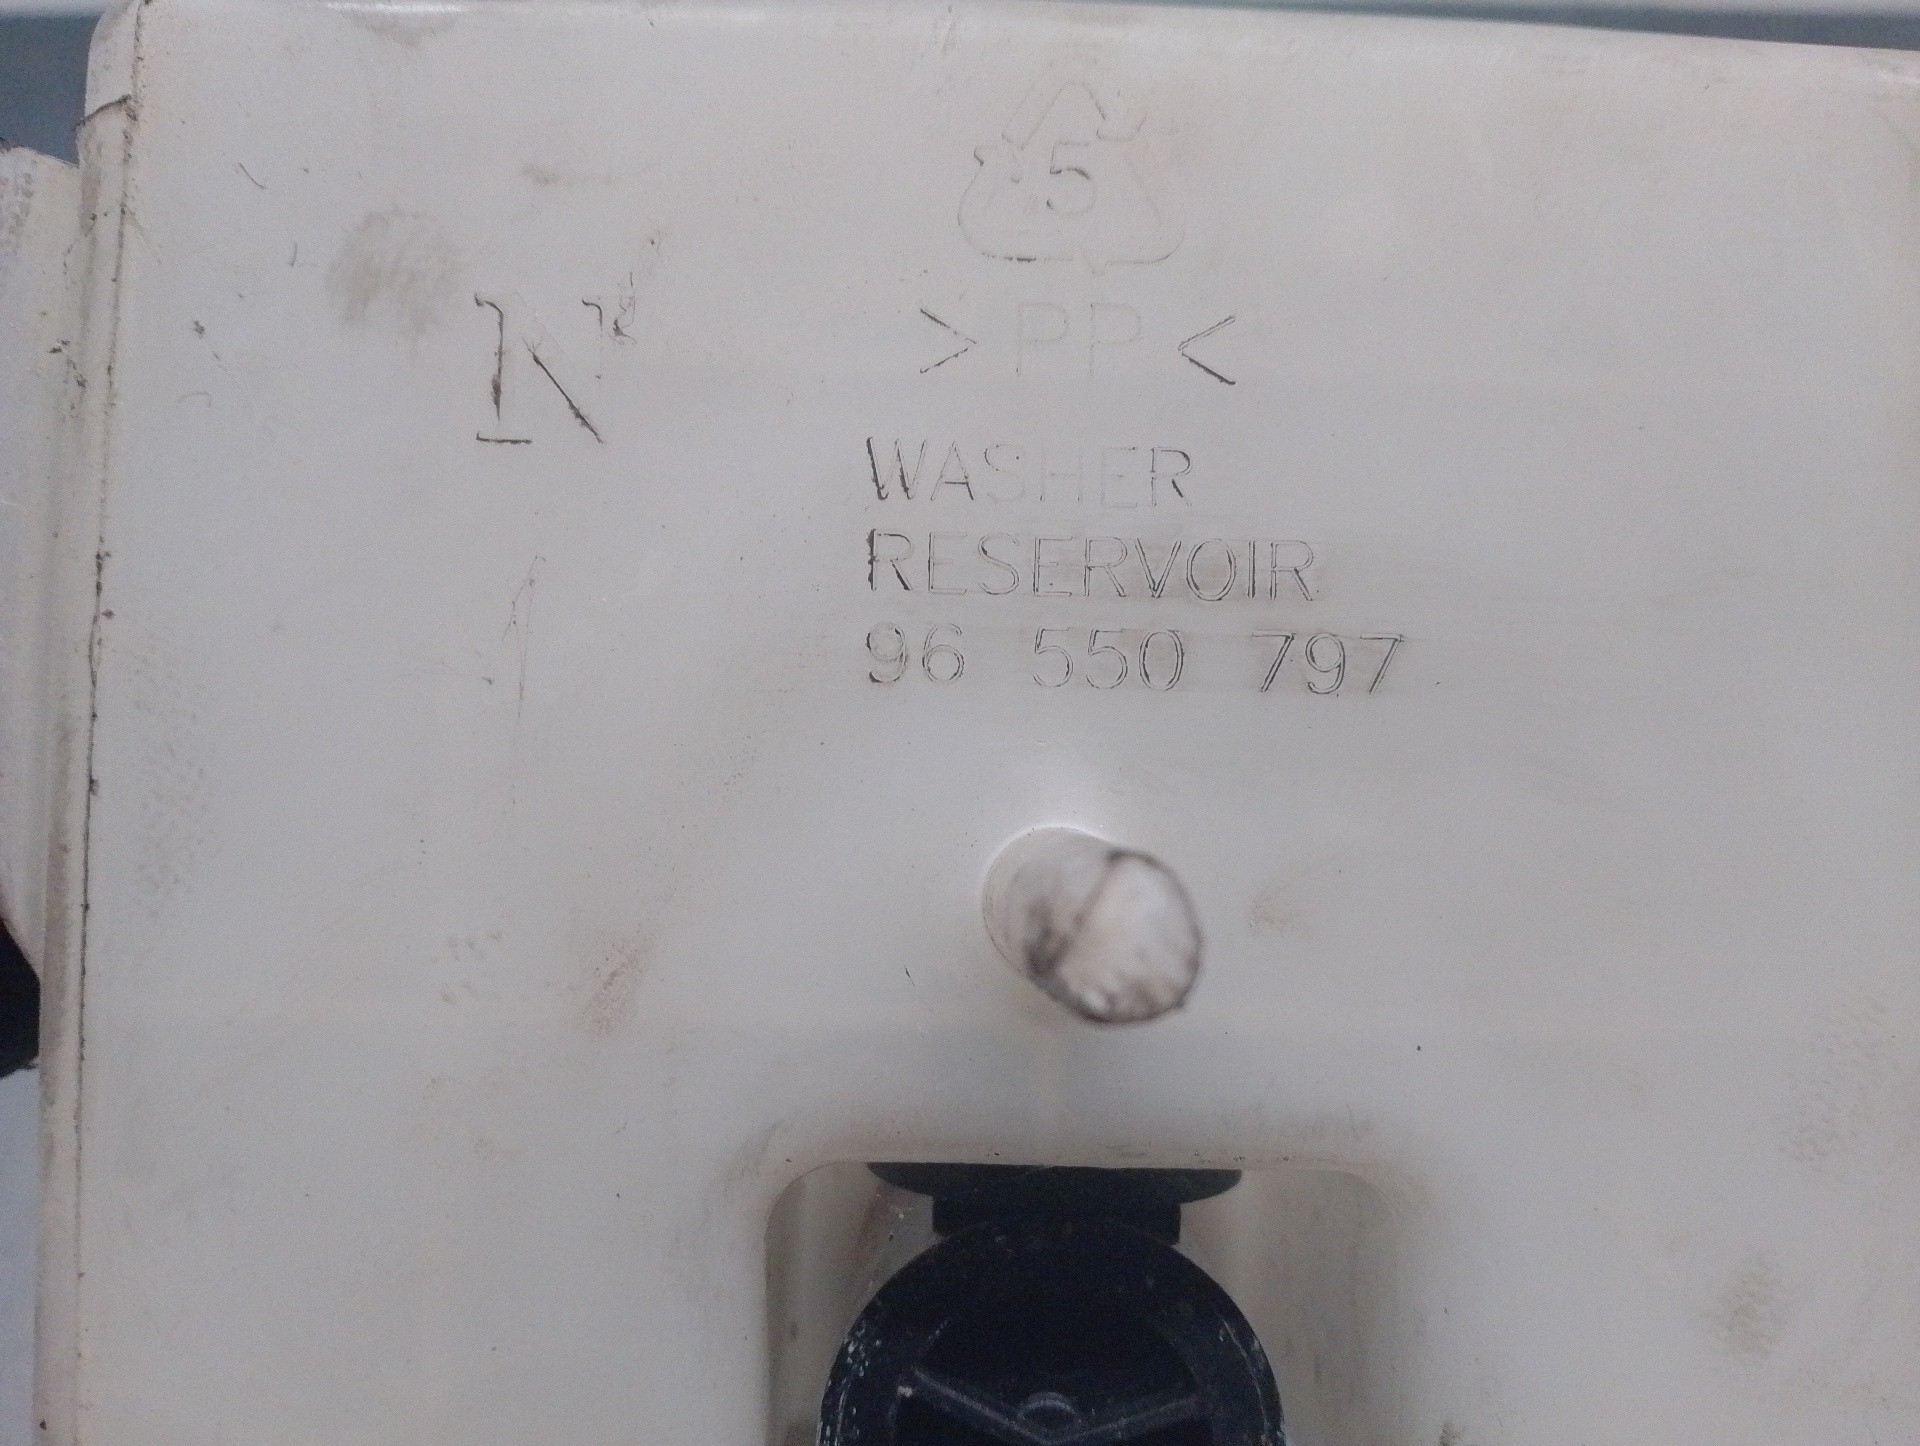 5
N
>PP<
WASHER
RESERVOIR
96 550 797